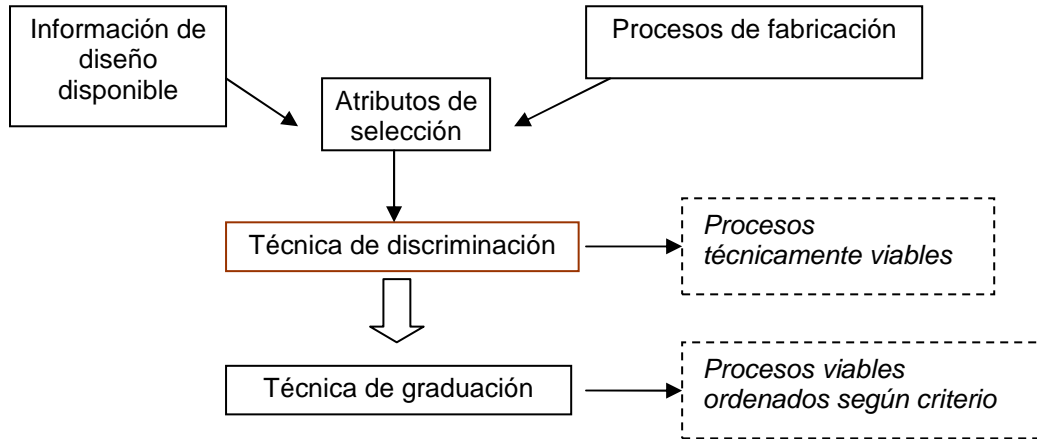 Información de
diseño
disponible
Procesos de fabricación
Atributos de
selección
Técnica de discriminación
Procesos
técnicamente viables
Técnica de graduación
Procesos viables
ordenados según criterio